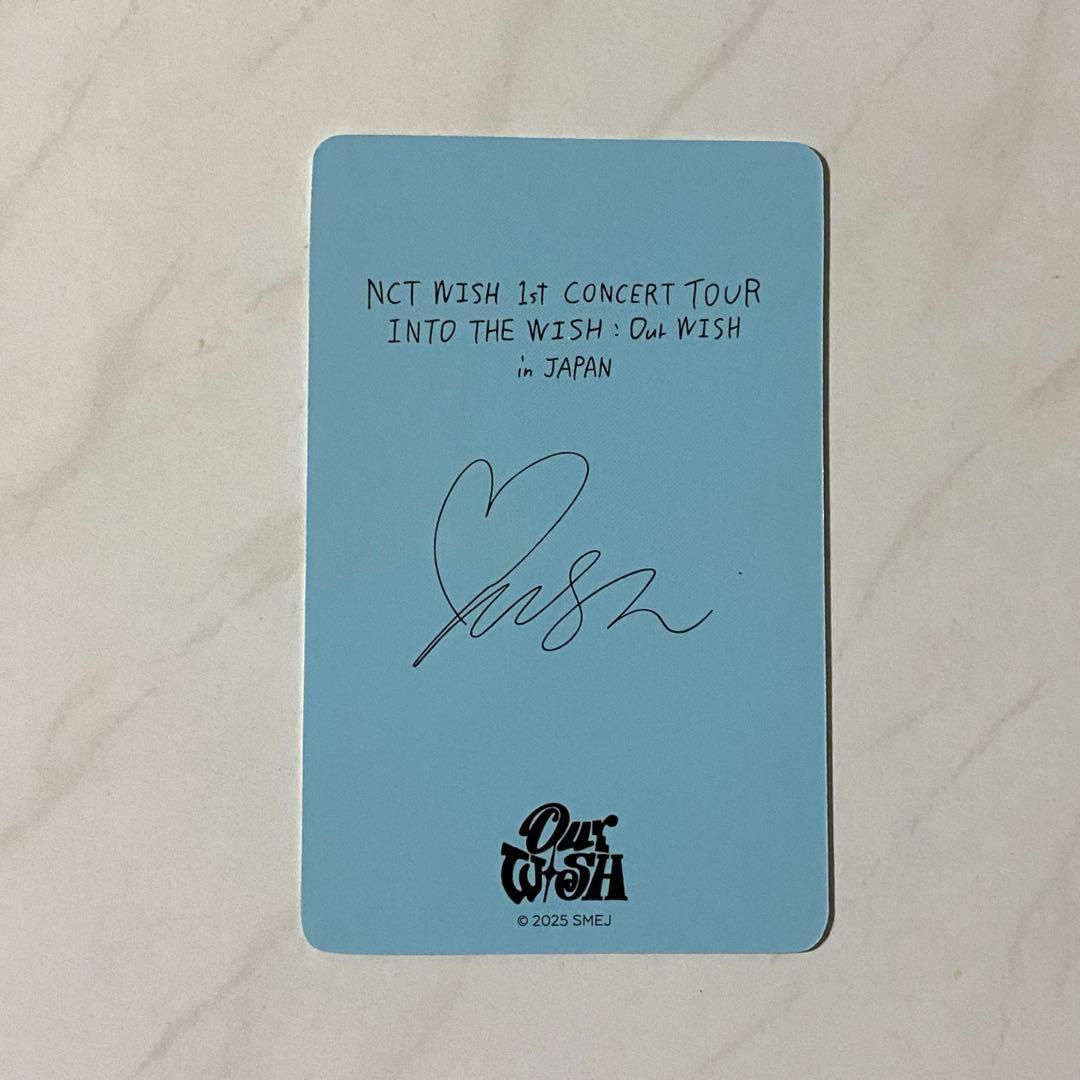 NCT WISH 1st CONCERT TOUR
INTO THE WISH : Our WISH
in JAPAN
Our
WISH
© 2025 SMEJ